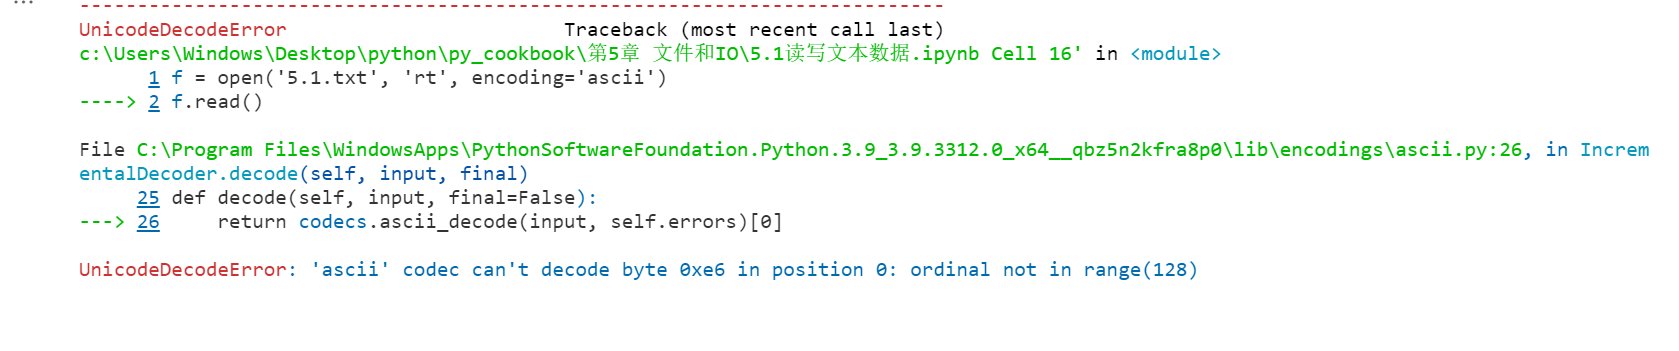 ...
---------------------------------------------------------------------------
UnicodeDecodeError                        Traceback (most recent call last)
c:\Users\Windows\Desktop\python\py_cookbook\第5章 文件和IO\5.1读写文本数据.ipynb Cell 16' in <module>
      1 f = open('5.1.txt', 'rt', encoding='ascii')
----> 2 f.read()
File C:\Program Files\WindowsApps\PythonSoftwareFoundation.Python.3.9_3.9.3312.0_x64__qbz5n2kfra8p0\lib\encodings\ascii.py:26, in Increm
entalDecoder.decode(self, input, final)
     25 def decode(self, input, final=False):
---> 26     return codecs.ascii_decode(input, self.errors)[0]
UnicodeDecodeError: 'ascii' codec can't decode byte 0xe6 in position 0: ordinal not in range(128)